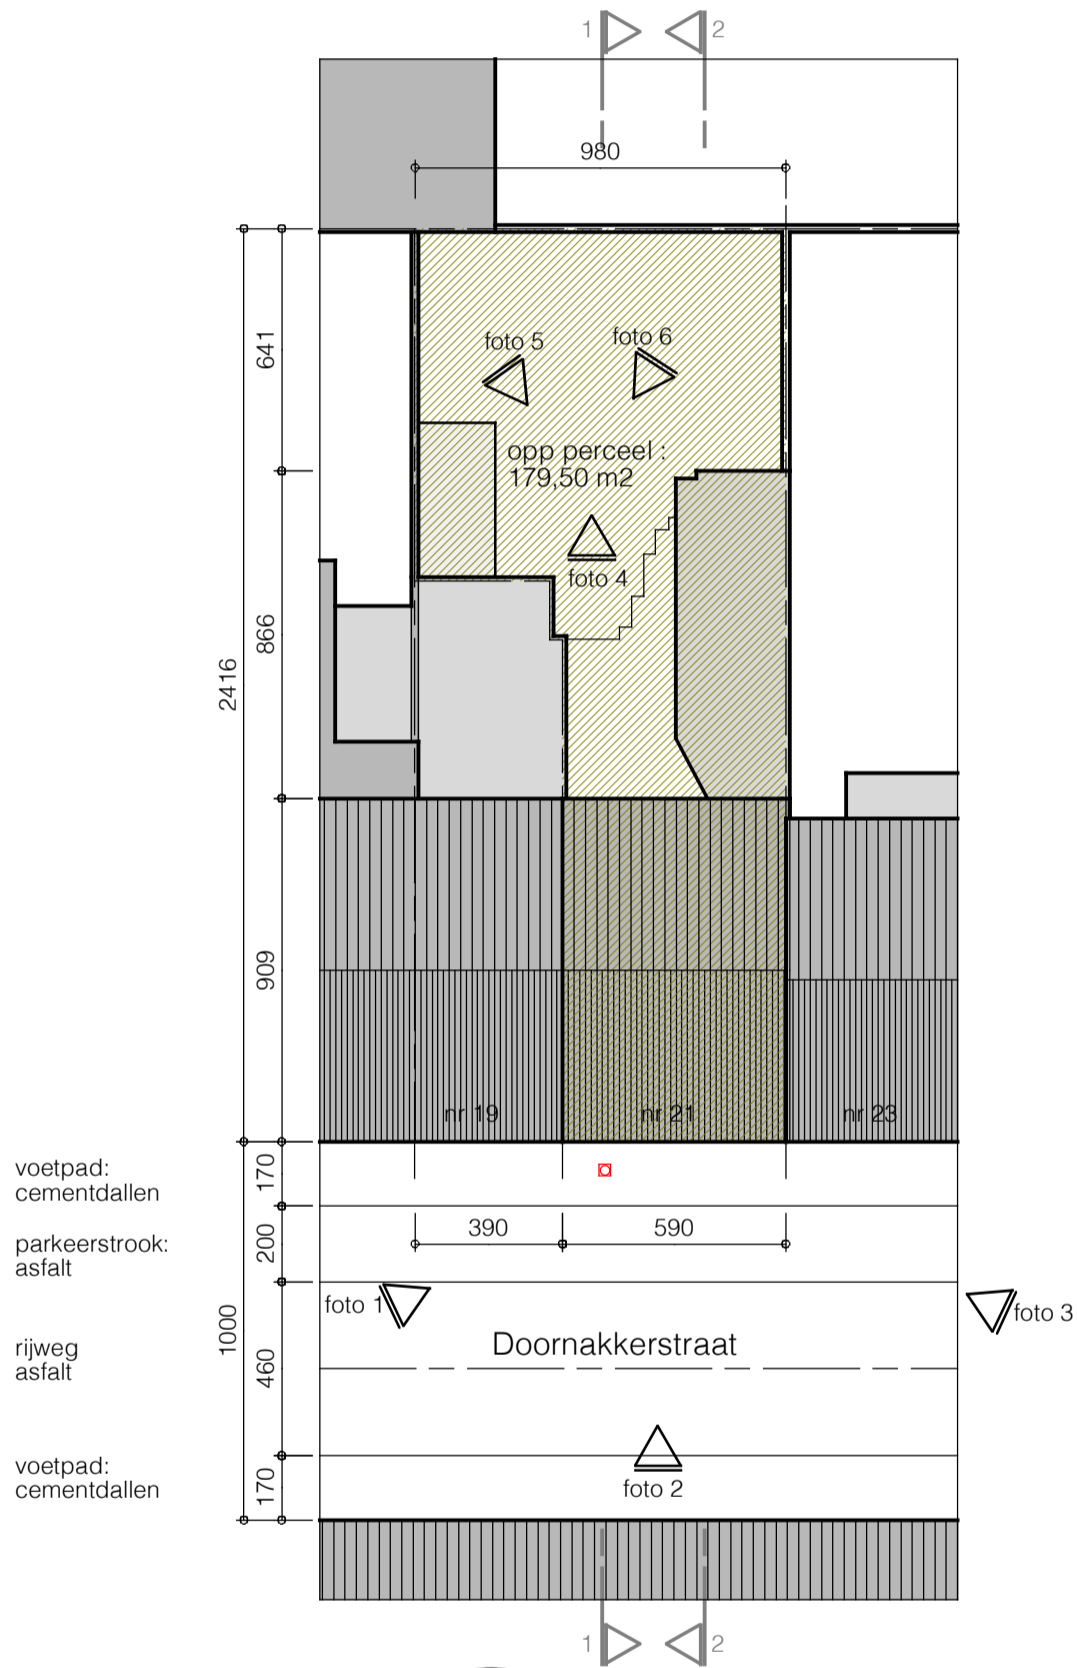 1
2
980
641
foto 5
foto 6
opp perceel :
179,50 m2
foto 4
866
2416
909
nr 19
nr 21
nr 23
voetpad:
cementdallen
170
parkeerstrook:
asfalt
200
390
590
foto 1
foto 3
1000
rijweg
asfalt
460
Doornakkerstraat
voetpad:
cementdallen
170
foto 2
1
2